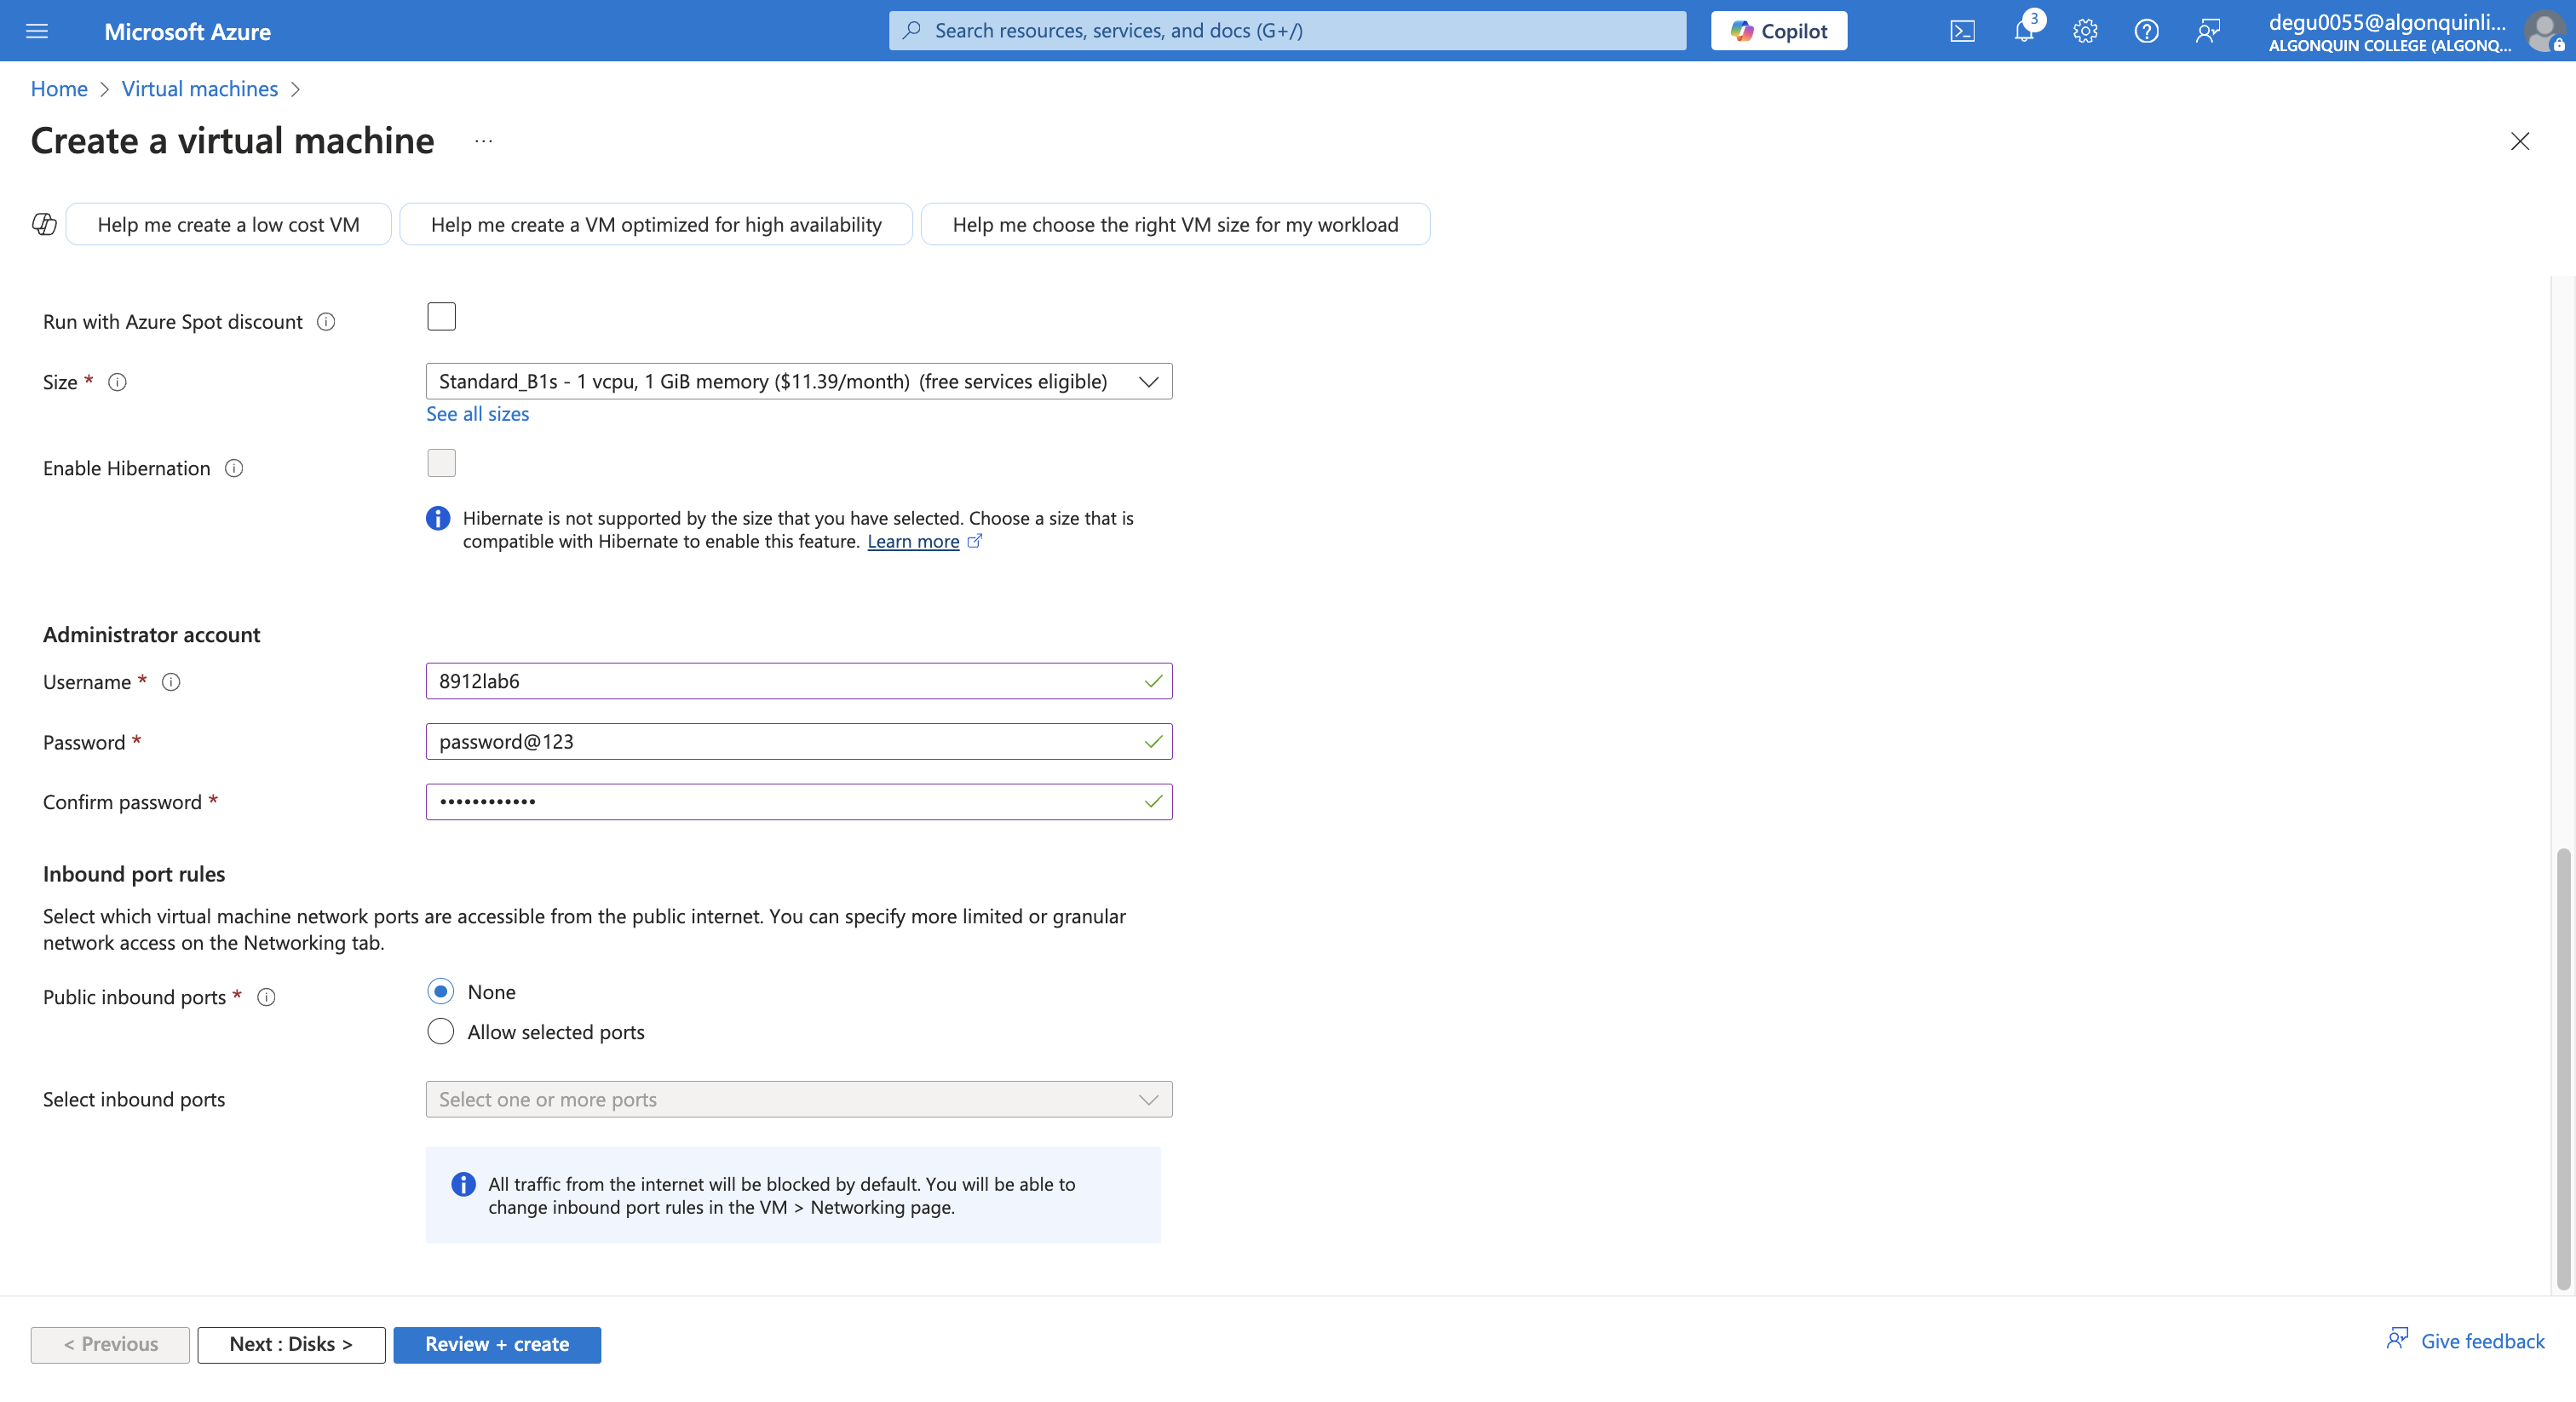 Microsoft Azure
Search resources, services, and docs (G+/)
Copilot
3
degu0055@algonquinli...
ALGONQUIN COLLEGE (ALGONQ...
Home > Virtual machines >
Create a virtual machine ...
Help me create a low cost VM
Help me create a VM optimized for high availability
Help me choose the right VM size for my workload
Run with Azure Spot discount
Size *
Standard_B1s - 1 vcpu, 1 GiB memory ($11.39/month) (free services eligible)
See all sizes
Enable Hibernation
Hibernate is not supported by the size that you have selected. Choose a size that is
compatible with Hibernate to enable this feature. Learn more
Administrator account
Username *
8912lab6
Password *
password@123
Confirm password *
••••••••••••
Inbound port rules
Select which virtual machine network ports are accessible from the public internet. You can specify more limited or granular
network access on the Networking tab.
Public inbound ports *
None
Allow selected ports
Select inbound ports
Select one or more ports
All traffic from the internet will be blocked by default. You will be able to
change inbound port rules in the VM > Networking page.
< Previous
Next : Disks >
Review + create
Give feedback